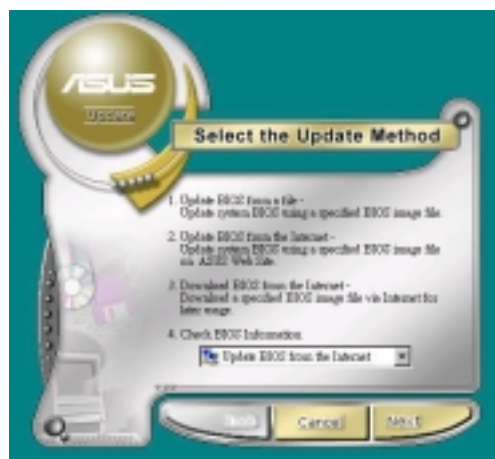 ASUS
Update
Select the Update Method
1. Update BIOS from a file -
Update system BIOS using a specified BIOS image file.
2. Update BIOS from the Internet -
Update system BIOS using a specified BIOS image file
via ASUS Web Site.
3. Download BIOS from the Internet -
Download a specified BIOS image file via Internet for
later usage.
4. Check BIOS Information
Update BIOS from the Internet
Cancel
Next